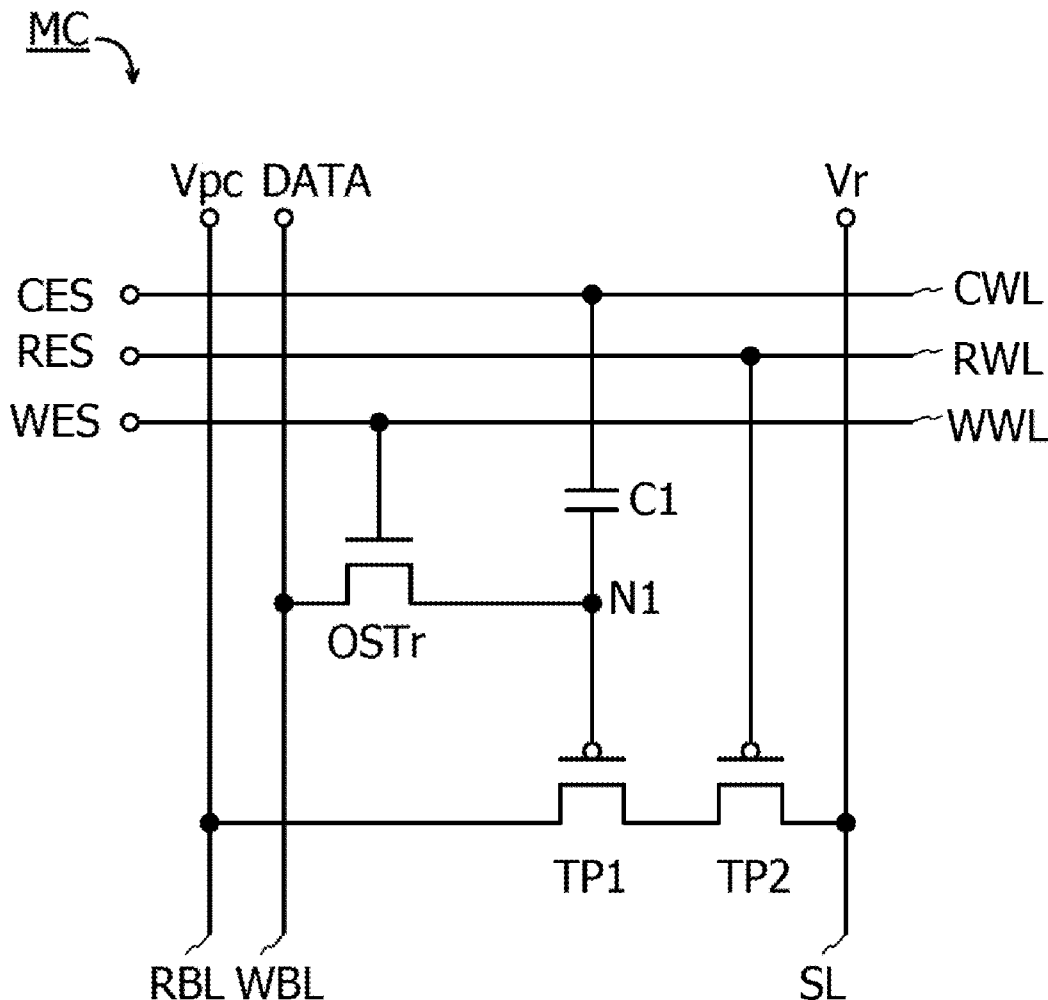 MC
Vpc DATA Vr
CES CWL
RES RWL
WES WWL
C1
N1
OSTr
TP1 TP2
RBL WBL SL